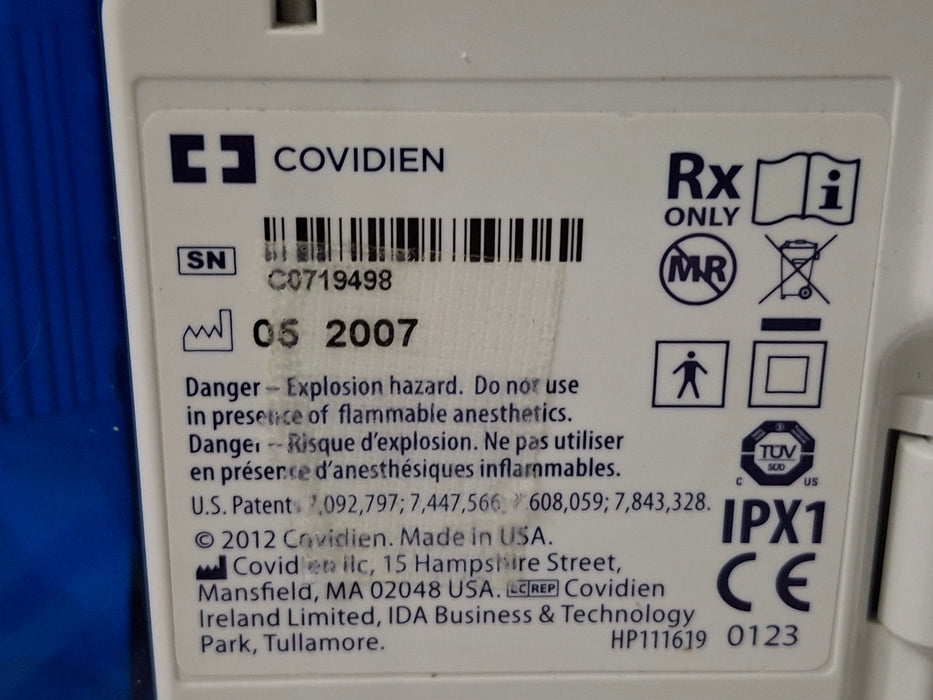 COVIDIEN
Rx
ONLY
SN
C0719498
MR
05 2007
Danger – Explosion hazard. Do not use
in presence of flammable anesthetics.
Danger – Risque d'explosion. Ne pas utiliser
en présence d'anesthésiques inflammables.
TÜV
SÜD
C US
U.S. Patents 7,092,797; 7,447,566; 608,059; 7,843,328.
IPX1
© 2012 Covidien. Made in USA.
Covidien llc, 15 Hampshire Street,
Mansfield, MA 02048 USA. EC REP Covidien
Ireland Limited, IDA Business & Technology
Park, Tullamore.
HP111619
CE
0123